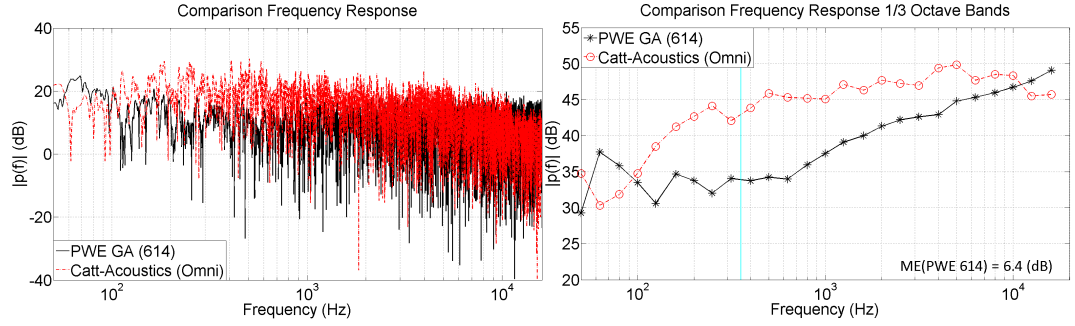 Comparison Frequency Response
40
20
0
-20
-40
|p(f)| (dB)
PWE GA (614)
Catt-Acoustics (Omni)
10^2
10^3
10^4
Frequency (Hz)
Comparison Frequency Response 1/3 Octave Bands
55
50
45
40
35
30
25
20
|p(f)| (dB)
PWE GA (614)
Catt-Acoustics (Omni)
ME(PWE 614) = 6.4 (dB)
10^2
10^3
10^4
Frequency (Hz)